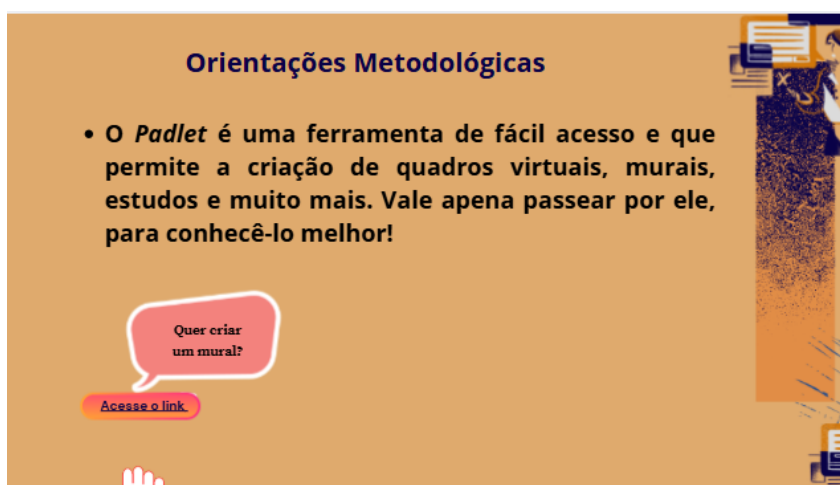 Orientações Metodológicas
• O Padlet é uma ferramenta de fácil acesso e que
permite a criação de quadros virtuais, murais,
estudos e muito mais. Vale apena passear por ele,
para conhecê-lo melhor!
Quer criar
um mural?
Acesse o link